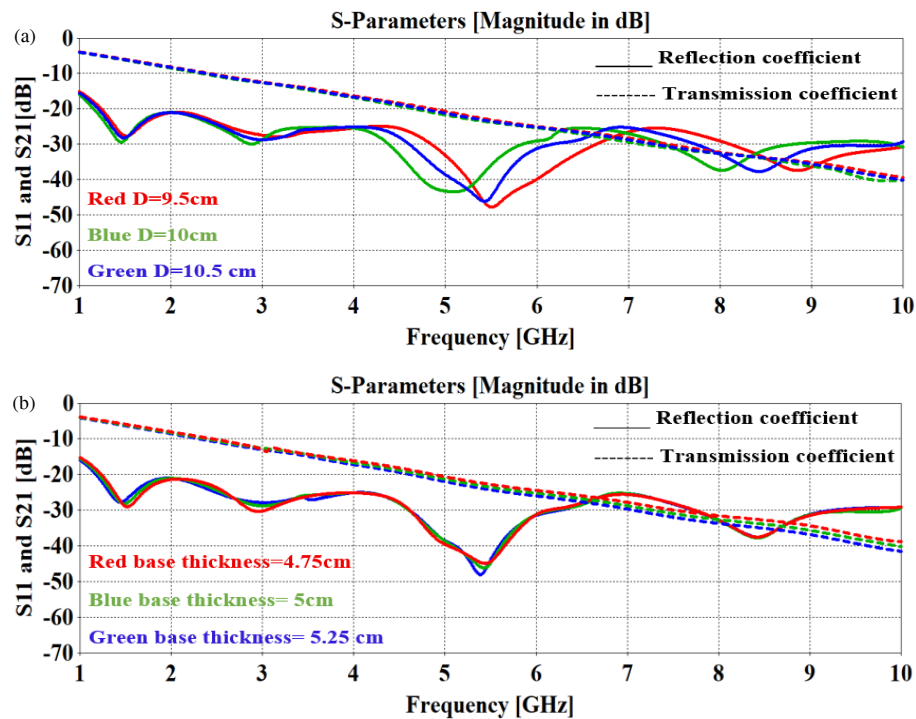 (a)
S-Parameters [Magnitude in dB]
S11 and S21[dB]
0
-10
-20
-30
-40
-50
-60
-70
Reflection coefficient
Transmission coefficient
Red D=9.5cm
Blue D=10cm
Green D=10.5 cm
1 2 3 4 5 6 7 8 9 10
Frequency [GHz]
(b)
S-Parameters [Magnitude in dB]
S11 and S21 [dB]
0
-10
-20
-30
-40
-50
-60
-70
Reflection coefficient
Transmission coefficient
Red base thickness=4.75cm
Blue base thickness= 5cm
Green base thickness= 5.25 cm
1 2 3 4 5 6 7 8 9 10
Frequency [GHz]